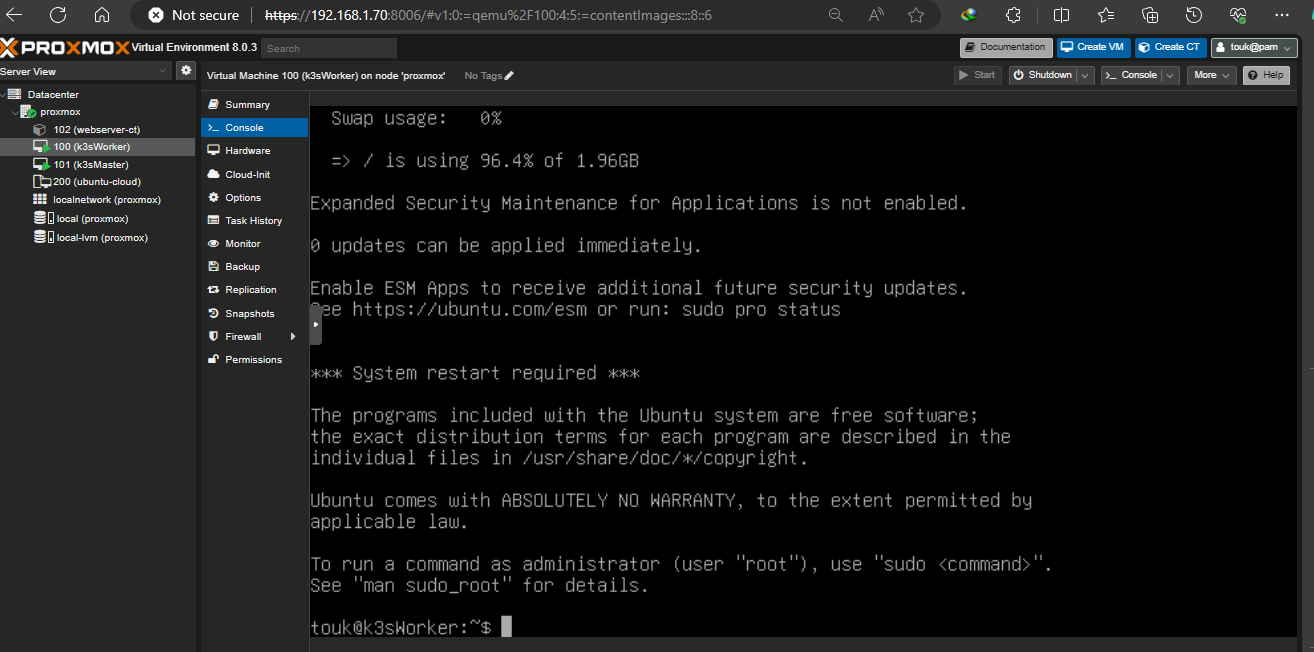 Not secure
https://192.168.1.70:8006/#v1:0:=qemu%2F100:4:5:=contentImages:::8::6
PROXMOX Virtual Environment 8.0.3
Search
Documentation
Create VM
Create CT
touk@pam
Server View
Virtual Machine 100 (k3sWorker) on node 'proxmox'
No Tags
Start
Shutdown
Console
More
Help
Datacenter
proxmox
102 (webserver-ct)
100 (k3sWorker)
101 (k3sMaster)
200 (ubuntu-cloud)
localnetwork (proxmox)
local (proxmox)
local-lvm (proxmox)
Summary
Console
Hardware
Cloud-Init
Options
Task History
Monitor
Backup
Replication
Snapshots
Firewall
Permissions
Swap usage: 0%
=> / is using 96.4% of 1.96GB
Expanded Security Maintenance for Applications is not enabled.
0 updates can be applied immediately.
Enable ESM Apps to receive additional future security updates.
See https://ubuntu.com/esm or run: sudo pro status
*** System restart required ***
The programs included with the Ubuntu system are free software;
the exact distribution terms for each program are described in the
individual files in /usr/share/doc/*/copyright.
Ubuntu comes with ABSOLUTELY NO WARRANTY, to the extent permitted by
applicable law.
To run a command as administrator (user "root"), use "sudo <command>".
See "man sudo_root" for details.
touk@k3sWorker:~$